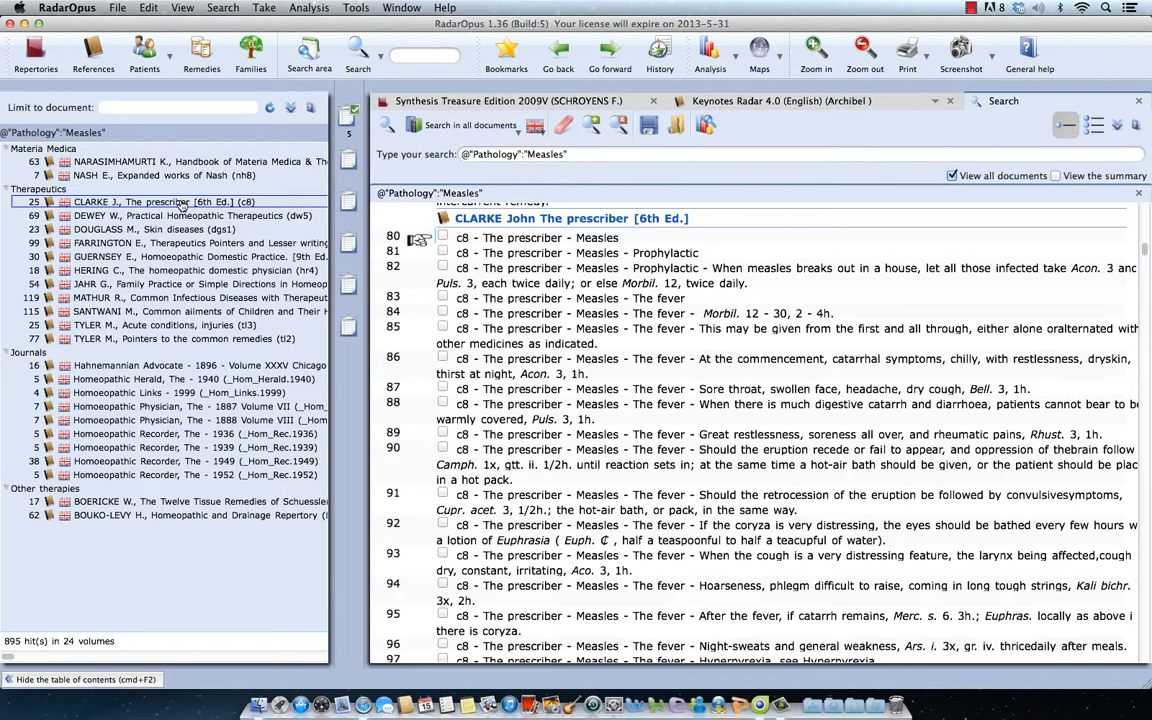 RadarOpus File Edit View Search Take Analysis Tools Window Help
A 8
RadarOpus 1.36 (Build:5) Your license will expire on 2013-5-31
Repertories References Patients Remedies Families Search area Search Bookmarks Go back Go forward History Analysis Maps Zoom in Zoom out Print Screenshot General help
Limit to document:
@"Pathology":"Measles"
Materia Medica
63 NARASIMHAMURTI K., Handbook of Materia Medica & The
7 NASH E., Expanded works of Nash (nh8)
Therapeutics
25 CLARKE J., The prescriber [6th Ed.] (c8)
69 DEWEY W., Practical Homeopathic Therapeutics (dw5)
27 DOUGLASS M., Skin diseases (dgs1)
99 FARRINGTON E., Therapeutics Pointers and Lesser writing
30 GUERNSEY E., Homoeopathic Domestic Practice. [9th Ed.
18 HERING C., The homeopathic domestic physician (hr4)
54 JAHR G., Family Practice or Simple Directions in Homeop
119 MATHUR R., Common Infectious Diseases with Therapeut
115 SANTWANI M., Common ailments of Children and Their H
25 TYLER M., Acute conditions, injuries (tl3)
77 TYLER M., Pointers to the common remedies (tl2)
Journals
16 Hahnemannian Advocate - 1896 - Volume XXXV Chicago
5 Homeopathic Herald, The - 1940 (_Hom_Herald.1940)
4 Homeopathic Links - 1999 (_Hom_Links.1999)
7 Homoeopathic Physician, The - 1887 Volume VII (_Hom_
7 Homoeopathic Physician, The - 1888 Volume VIII (_Hom_
5 Homoeopathic Recorder, The - 1936 (_Hom_Rec.1936)
5 Homoeopathic Recorder, The - 1939 (_Hom_Rec.1939)
38 Homoeopathic Recorder, The - 1949 (_Hom_Rec.1949)
5 Homoeopathic Recorder, The - 1952 (_Hom_Rec.1952)
Other therapies
17 BOERICKE W., The Twelve Tissue Remedies of Schuessler
62 BOUKO-LEVY H., Homeopathic and Drainage Repertory (b
895 hit(s) in 24 volumes
Hide the table of contents (cmd+F2)
5
Synthesis Treasure Edition 2009V (SCHROYENS F.) Keynotes Radar 4.0 (English) (Archibel ) Search
Search in all documents
Type your search: @"Pathology":"Measles"
View all documents View the summary
@"Pathology":"Measles"
intercurrent remedy.
CLARKE John The prescriber [6th Ed.]
80 c8 - The prescriber - Measles
81 c8 - The prescriber - Measles - Prophylactic
82 c8 - The prescriber - Measles - Prophylactic - When measles breaks out in a house, let all those infected take Acon. 3 and
Puls. 3, each twice daily; or else Morbil. 12, twice daily.
83 c8 - The prescriber - Measles - The fever
84 c8 - The prescriber - Measles - The fever - Morbil. 12 - 30, 2 - 4h.
85 c8 - The prescriber - Measles - The fever - This may be given from the first and all through, either alone oralternated with
other medicines as indicated.
86 c8 - The prescriber - Measles - The fever - At the commencement, catarrhal symptoms, chilly, with restlessness, dryskin,
thirst at night, Acon. 3, 1h.
87 c8 - The prescriber - Measles - The fever - Sore throat, swollen face, headache, dry cough, Bell. 3, 1h.
88 c8 - The prescriber - Measles - The fever - When there is much digestive catarrh and diarrhoea, patients cannot bear to be
warmly covered, Puls. 3, 1h.
89 c8 - The prescriber - Measles - The fever - Great restlessness, soreness all over, and rheumatic pains, Rhust. 3, 1h.
90 c8 - The prescriber - Measles - The fever - Should the eruption recede or fail to appear, and oppression of thebrain follow
Camph. 1x, gtt. ii. 1/2h. until reaction sets in; at the same time a hot-air bath should be given, or the patient should be plac
in a hot pack.
91 c8 - The prescriber - Measles - The fever - Should the retrocession of the eruption be followed by convulsivesymptoms,
Cupr. acet. 3, 1/2h.; the hot-air bath, or pack, in the same way.
92 c8 - The prescriber - Measles - The fever - If the coryza is very distressing, the eyes should be bathed every few hours w
a lotion of Euphrasia ( Euph. ₵ , half a teaspoonful to half a teacupful of water).
93 c8 - The prescriber - Measles - The fever - When the cough is a very distressing feature, the larynx being affected,cough
dry, constant, irritating, Aco. 3, 1h.
94 c8 - The prescriber - Measles - The fever - Hoarseness, phlegm difficult to raise, coming in long tough strings, Kali bichr.
3x, 2h.
95 c8 - The prescriber - Measles - The fever - After the fever, if catarrh remains, Merc. s. 6. 3h.; Euphras. locally as above i
there is coryza.
96 c8 - The prescriber - Measles - The fever - Night-sweats and general weakness, Ars. i. 3x, gr. iv. thricedaily after meals.
97 c8 - The prescriber - Measles - The fever - Hyperpyrexia, see Hyperpyrexia.